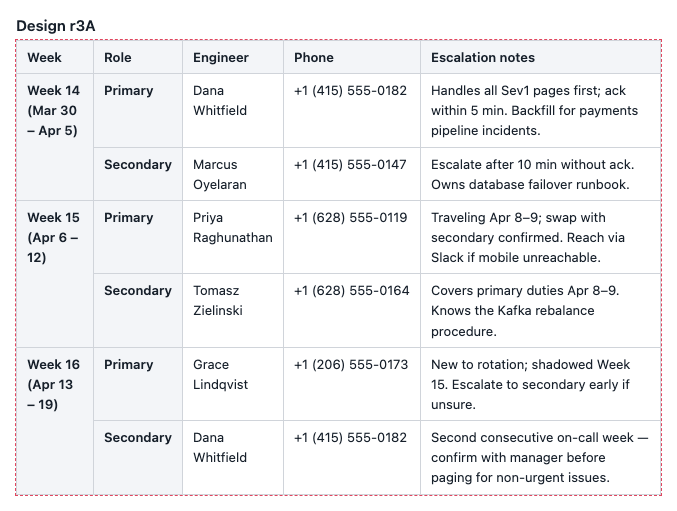 Design r3A
Week Role Engineer Phone Escalation notes
Week 14
(Mar 30
– Apr 5)
Primary
Dana
Whitfield
+1 (415) 555-0182
Handles all Sev1 pages first; ack
within 5 min. Backfill for payments
pipeline incidents.
Secondary
Marcus
Oyelaran
+1 (415) 555-0147
Escalate after 10 min without ack.
Owns database failover runbook.
Week 15
(Apr 6 –
12)
Primary
Priya
Raghunathan
+1 (628) 555-0119
Traveling Apr 8–9; swap with
secondary confirmed. Reach via
Slack if mobile unreachable.
Secondary
Tomasz
Zielinski
+1 (628) 555-0164
Covers primary duties Apr 8–9.
Knows the Kafka rebalance
procedure.
Week 16
(Apr 13
– 19)
Primary
Grace
Lindqvist
+1 (206) 555-0173
New to rotation; shadowed Week
15. Escalate to secondary early if
unsure.
Secondary
Dana
Whitfield
+1 (415) 555-0182
Second consecutive on-call week —
confirm with manager before
paging for non-urgent issues.